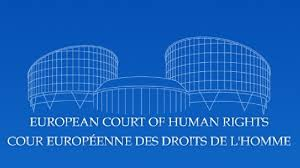 EUROPEAN COURT OF HUMAN RIGHTS
COUR EUROPÉENNE DES DROITS DE L'HOMME